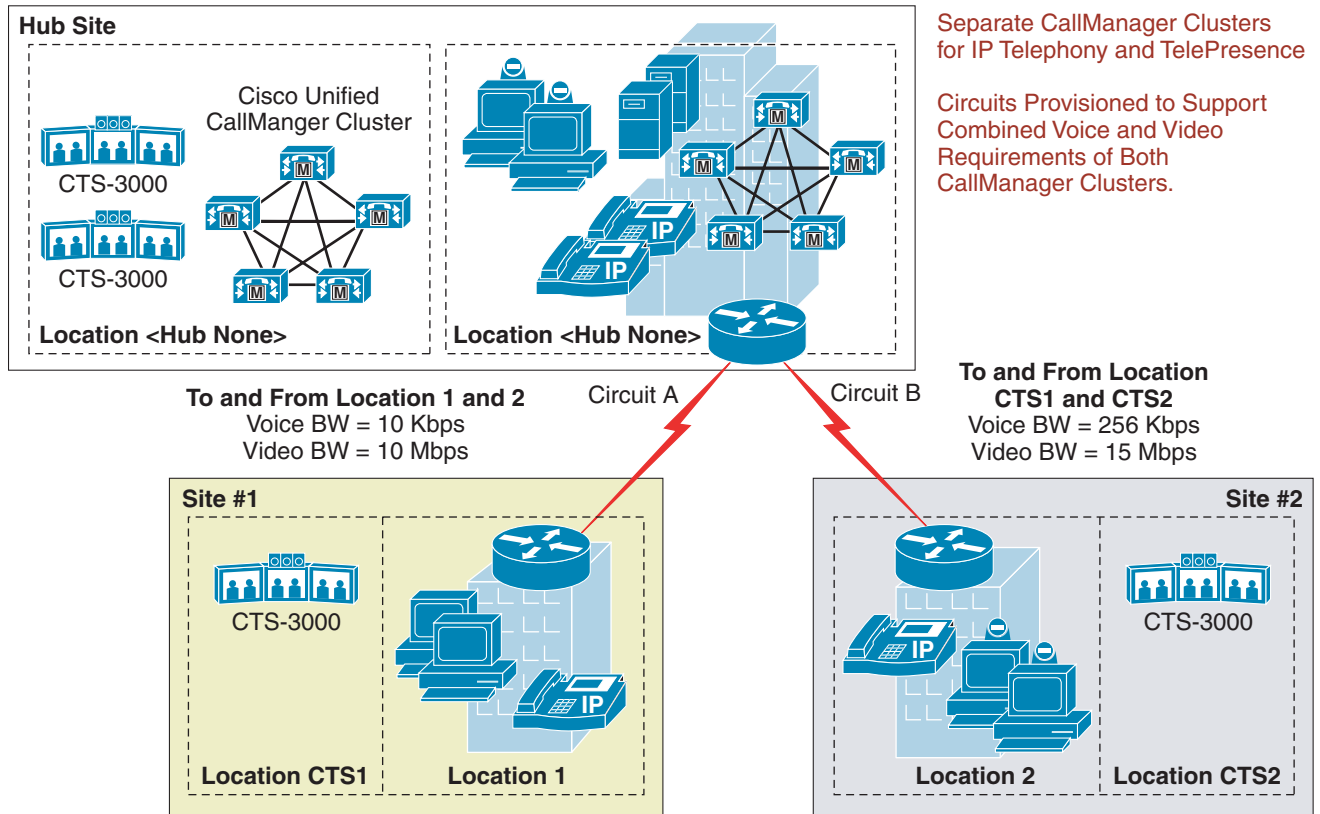 Hub Site
Cisco Unified
CallManger Cluster
CTS-3000
CTS-3000
M
M
M
M
M
Location <Hub None>
M
M
M
M
M
IP
IP
Location <Hub None>
Separate CallManager Clusters
for IP Telephony and TelePresence
Circuits Provisioned to Support
Combined Voice and Video
Requirements of Both
CallManager Clusters.
To and From Location 1 and 2
Voice BW = 10 Kbps
Video BW = 10 Mbps
Circuit A
Circuit B
To and From Location
CTS1 and CTS2
Voice BW = 256 Kbps
Video BW = 15 Mbps
Site #1
CTS-3000
IP
Location CTS1
Location 1
Site #2
IP
CTS-3000
Location 2
Location CTS2